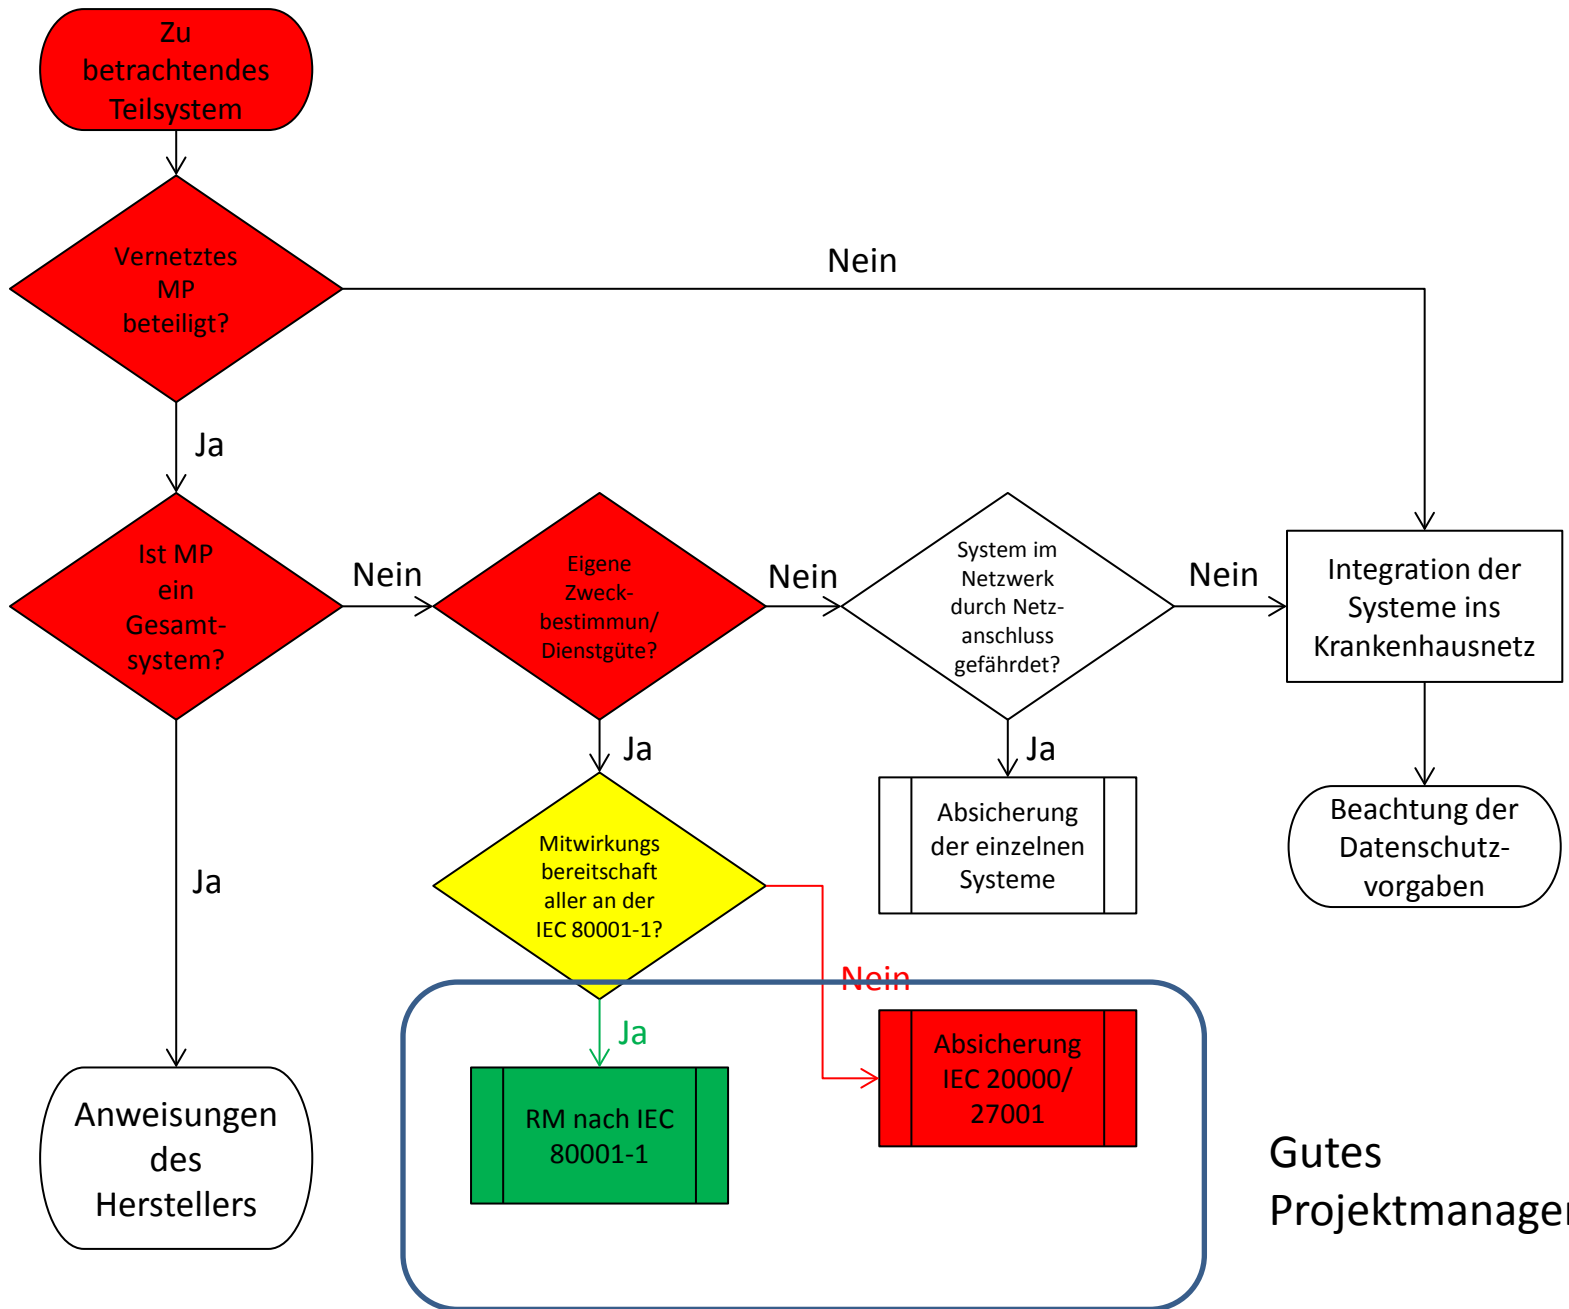 Zu
betrachtendes
Teilsystem
Vernetztes
MP
beteiligt?
Nein
Ja
Ist MP
ein
Gesamt-
system?
Nein
Eigene
Zweck-
bestimmun/
Dienstgüte?
Nein
System im
Netzwerk
durch Netz-
anschluss
gefährdet?
Nein
Integration der
Systeme ins
Krankenhausnetz
Ja
Ja
Mitwirkungs
bereitschaft
aller an der
IEC 80001-1?
Absicherung
der einzelnen
Systeme
Beachtung der
Datenschutz-
vorgaben
Ja
Nein
Ja
Anweisungen
des
Herstellers
RM nach IEC
80001-1
Absicherung
IEC 20000/
27001
Gutes
Projektmanager